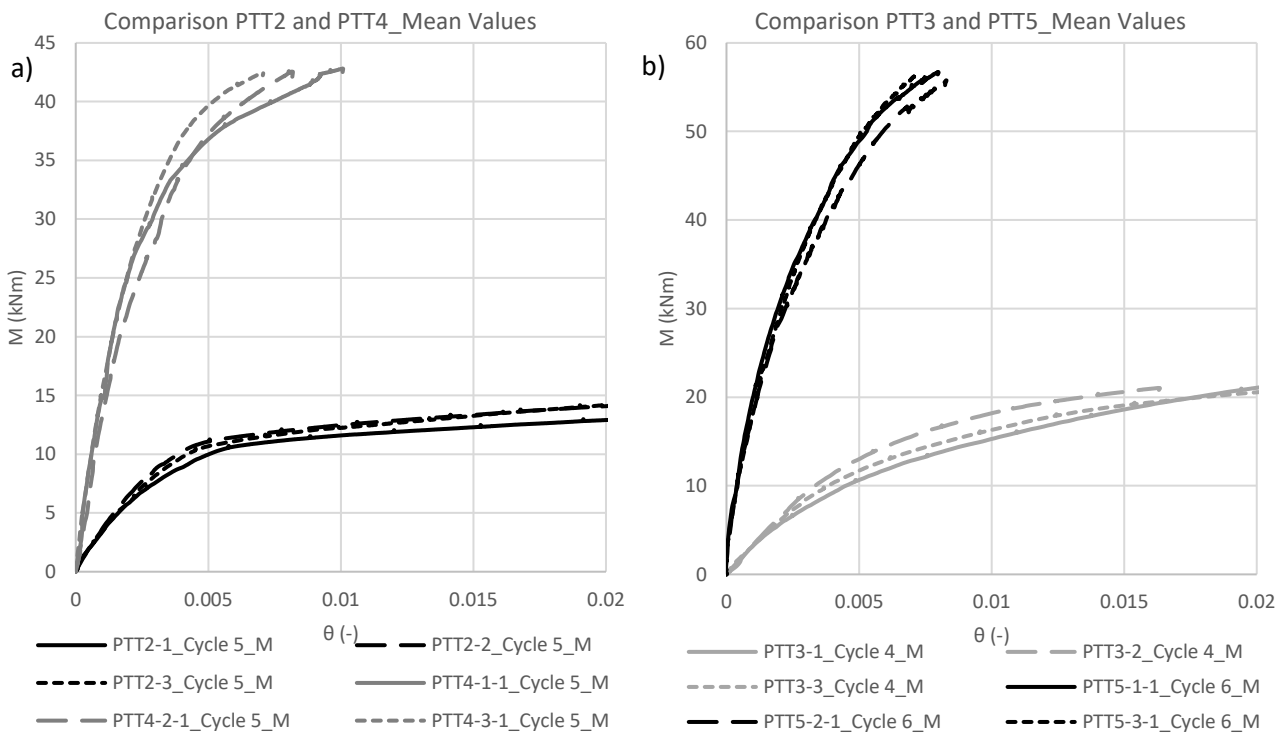 Comparison PTT2 and PTT4_Mean Values
a)
M (kNm)
45
40
35
30
25
20
15
10
5
0
0 0.005 0.01 0.015 0.02
θ (-)
PTT2-1_Cycle 5_M PTT2-2_Cycle 5_M
PTT2-3_Cycle 5_M PTT4-1-1_Cycle 5_M
PTT4-2-1_Cycle 5_M PTT4-3-1_Cycle 5_M
Comparison PTT3 and PTT5_Mean Values
b)
M (kNm)
60
50
40
30
20
10
0
0 0.005 0.01 0.015 0.02
θ (-)
PTT3-1_Cycle 4_M PTT3-2_Cycle 4_M
PTT3-3_Cycle 4_M PTT5-1-1_Cycle 6_M
PTT5-2-1_Cycle 6_M PTT5-3-1_Cycle 6_M